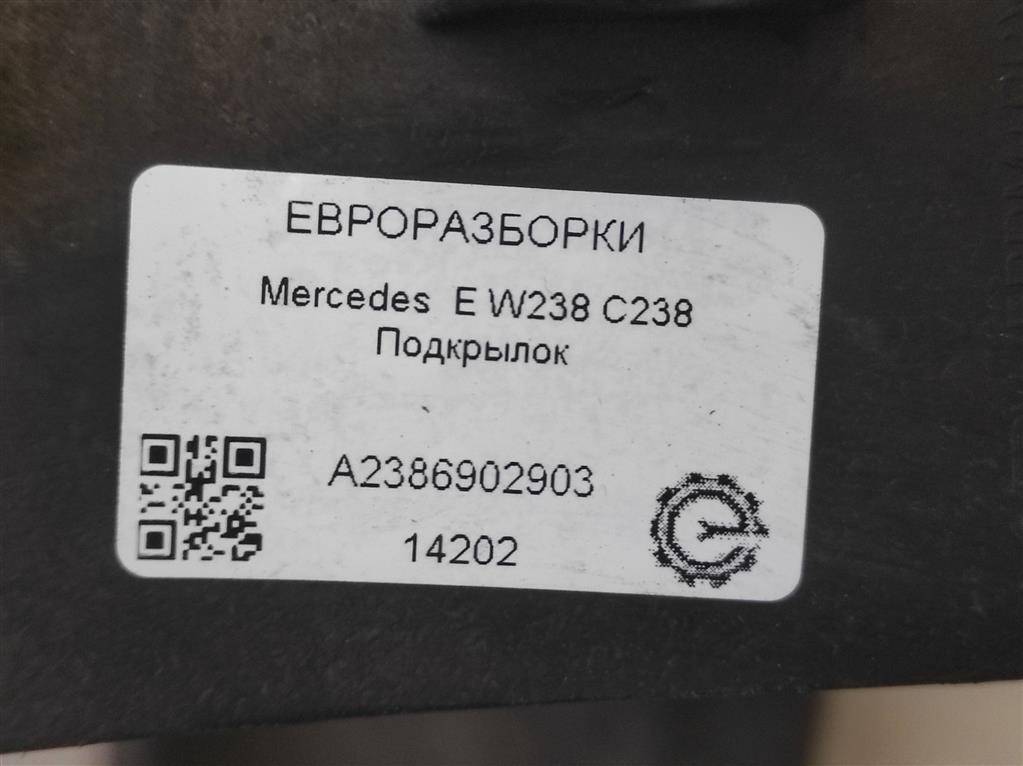 ЕВРОРАЗБОРКИ
Mercedes E W238 C238
Подкрылок
A2386902903
14202